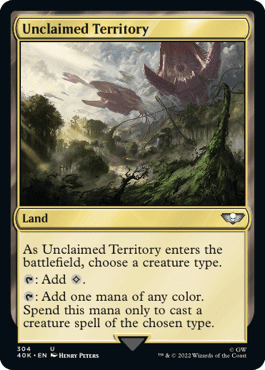 Unclaimed Territory
Land
As Unclaimed Territory enters the
battlefield, choose a creature type.
: Add .
: Add one mana of any color.
Spend this mana only to cast a
creature spell of the chosen type.
304 U
40K • EN HENRY PETERS
© GW
™ & © 2022 Wizards of the Coast